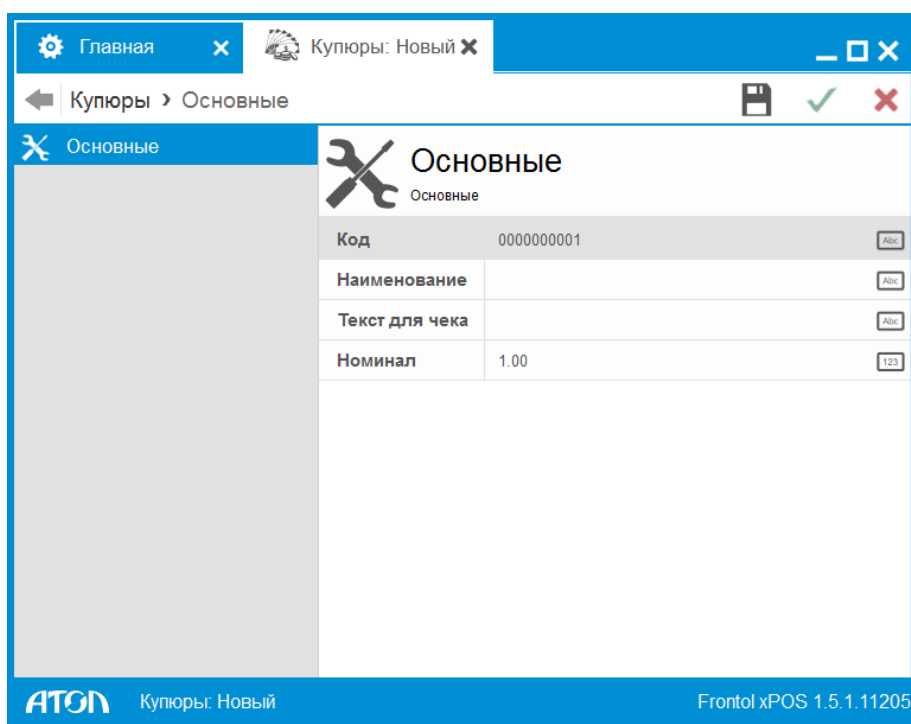 Главная
Купюры: Новый
Купюры › Основные
Основные
Основные
Основные
Код 0000000001 Abc
Наименование Abc
Текст для чека Abc
Номинал 1.00 123
АТОЛ Купюры: Новый Frontol xPOS 1.5.1.11205